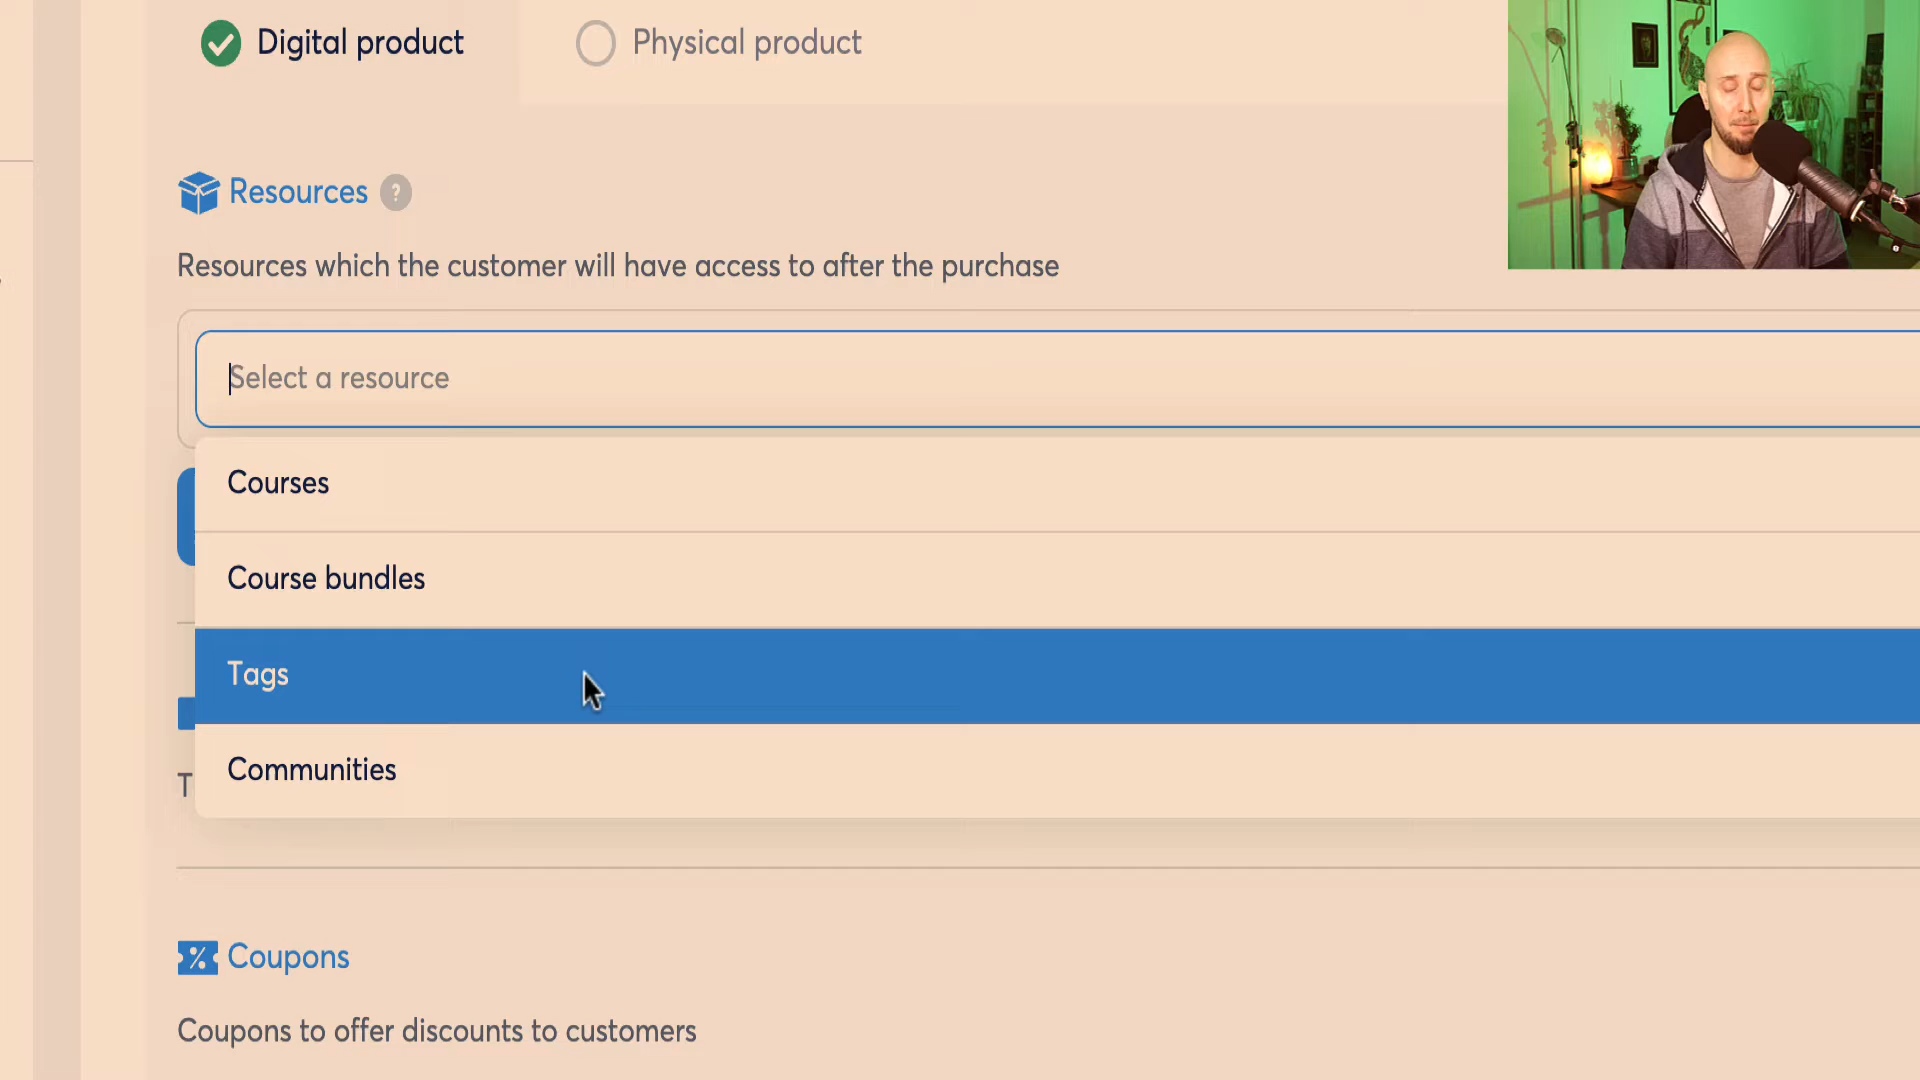 Digital product
Physical product
Resources ?
Resources which the customer will have access to after the purchase
Select a resource
Courses
Course bundles
Tags
T
Communities
Coupons
Coupons to offer discounts to customers